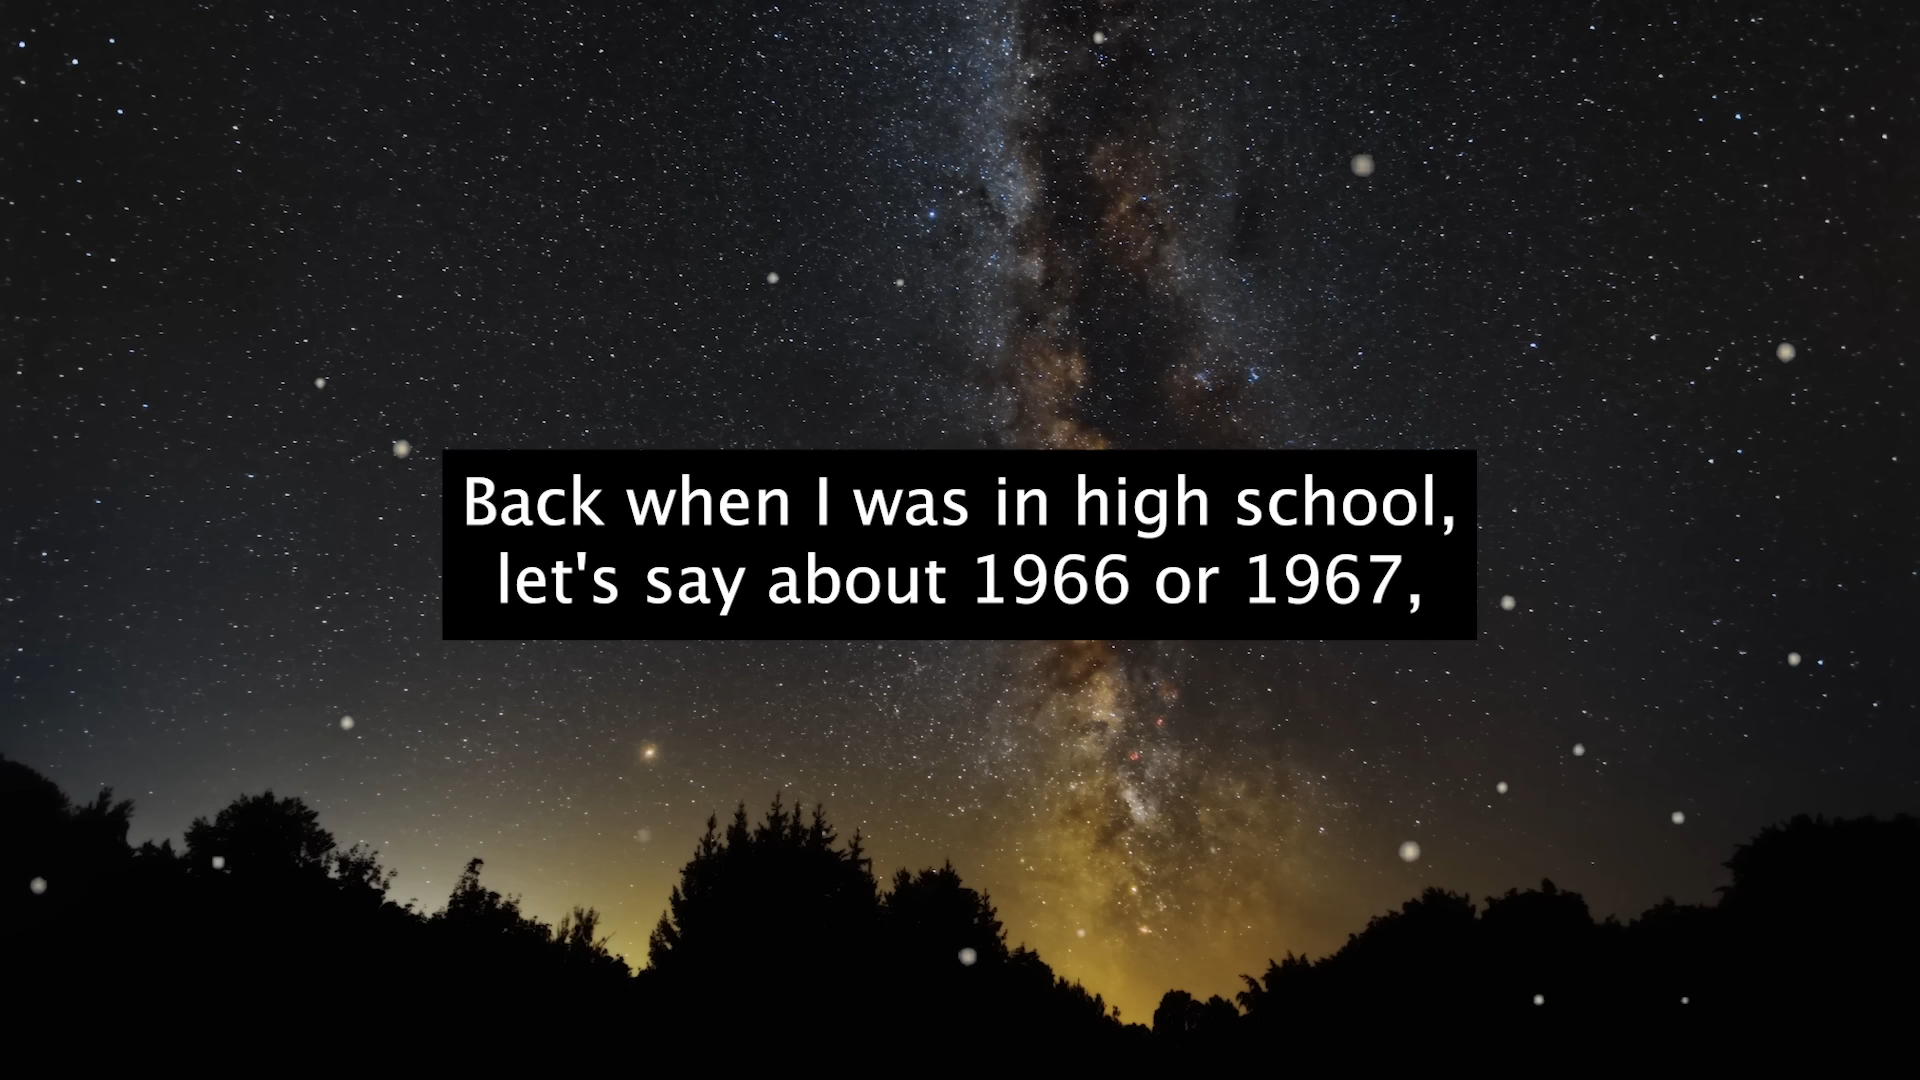 Back when I was in high school,
let's say about 1966 or 1967,